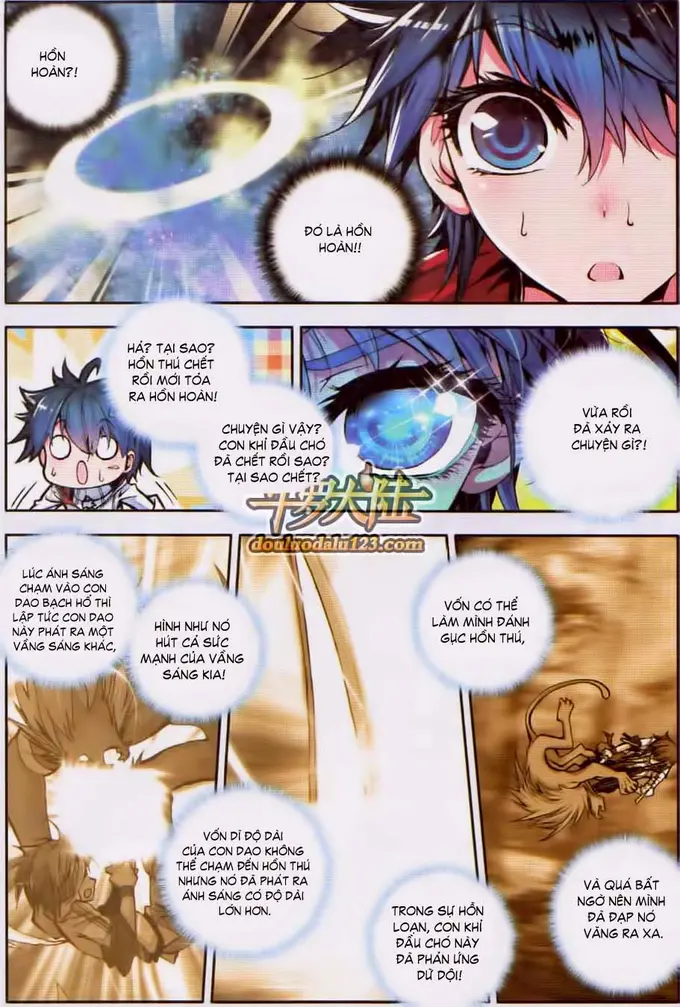 HỒN
HOÀN?!
ĐÓ LÀ HỒN
HOÀN!!
HẢ? TẠI SAO?
HỒN THÚ CHẾT
RỒI MỚI TỎA
RA HỒN HOÀN!
CHUYỆN GÌ VẬY?
CON KHỈ ĐẦU CHÓ
ĐÃ CHẾT RỒI SAO?
TẠI SAO CHẾT?
VỪA RỒI
ĐÃ XẢY RA
CHUYỆN GÌ?!
斗罗大陆
douluodalu123.com
LÚC ÁNH SÁNG
CHẠM VÀO CON
DAO BẠCH HỔ THÌ
LẬP TỨC CON DAO
NÀY PHÁT RA MỘT
VẦNG SÁNG KHÁC,
HÌNH NHƯ NÓ
HÚT CẢ SỨC
MẠNH CỦA VẦNG
SÁNG KIA!
VỐN CÓ THỂ
LÀM MÌNH ĐÁNH
GỤC HỒN THÚ,
VỐN DĨ ĐỘ DÀI
CỦA CON DAO KHÔNG
THỂ CHẠM ĐẾN HỒN THÚ
NHƯNG NÓ ĐÃ PHÁT RA
ÁNH SÁNG CÓ ĐỘ DÀI
LỚN HƠN.
TRONG SỰ HỖN
LOẠN, CON KHỈ
ĐẦU CHÓ NÀY
ĐÃ PHẢN ỨNG
DỮ DỘI!
VÀ QUÁ BẤT
NGỜ NÊN MÌNH
ĐÃ ĐẠP NÓ
VĂNG RA XA.